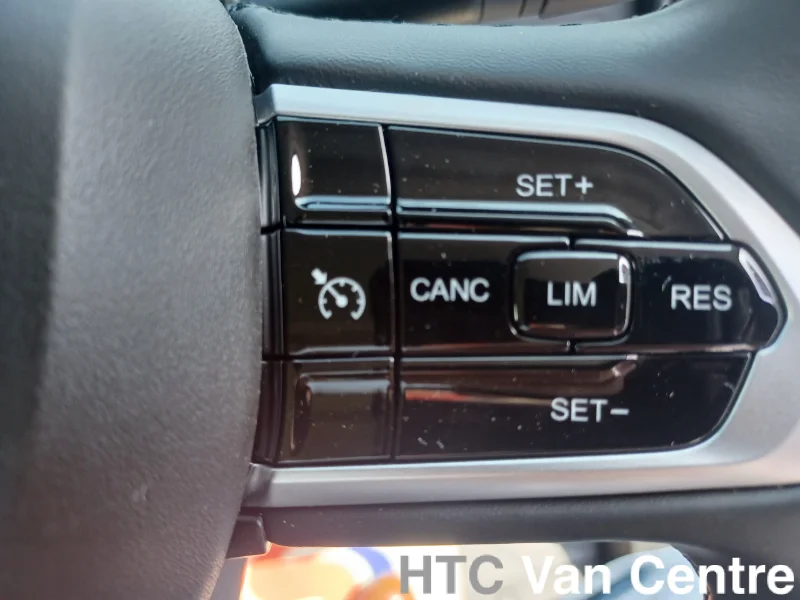 SET+
CANC LIM RES
SET−
HTC Van Centre